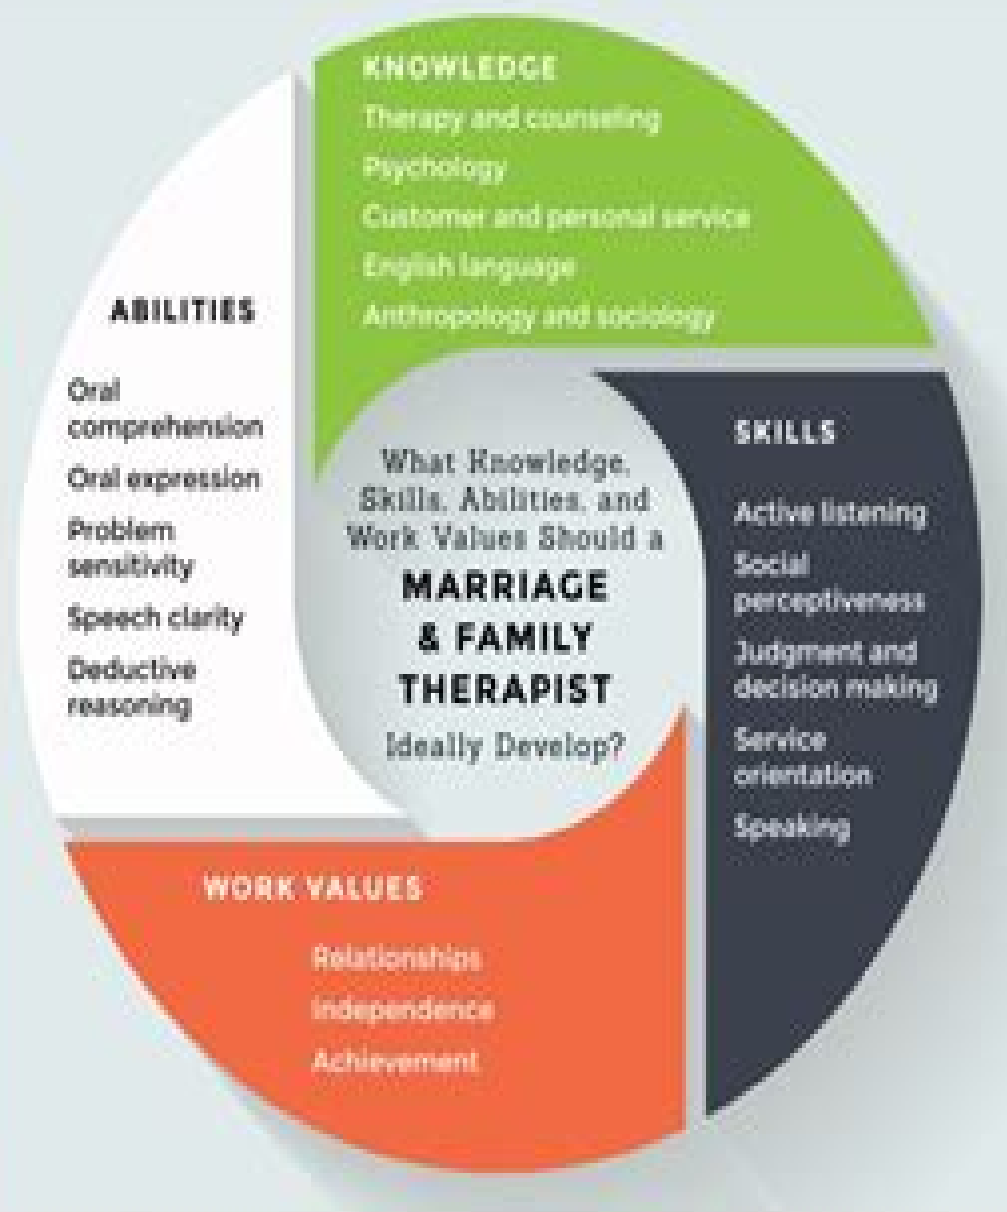 KNOWLEDGE
Therapy and counseling
Psychology
Customer and personal service
English language
Anthropology and sociology
ABILITIES
Oral
comprehension
Oral expression
Problem
sensitivity
Speech clarity
Deductive
reasoning
What Knowledge,
Skills, Abilities, and
Work Values Should a
MARRIAGE
& FAMILY
THERAPIST
Ideally Develop?
SKILLS
Active listening
Social
perceptiveness
Judgment and
decision making
Service
orientation
Speaking
WORK VALUES
Relationships
Independence
Achievement